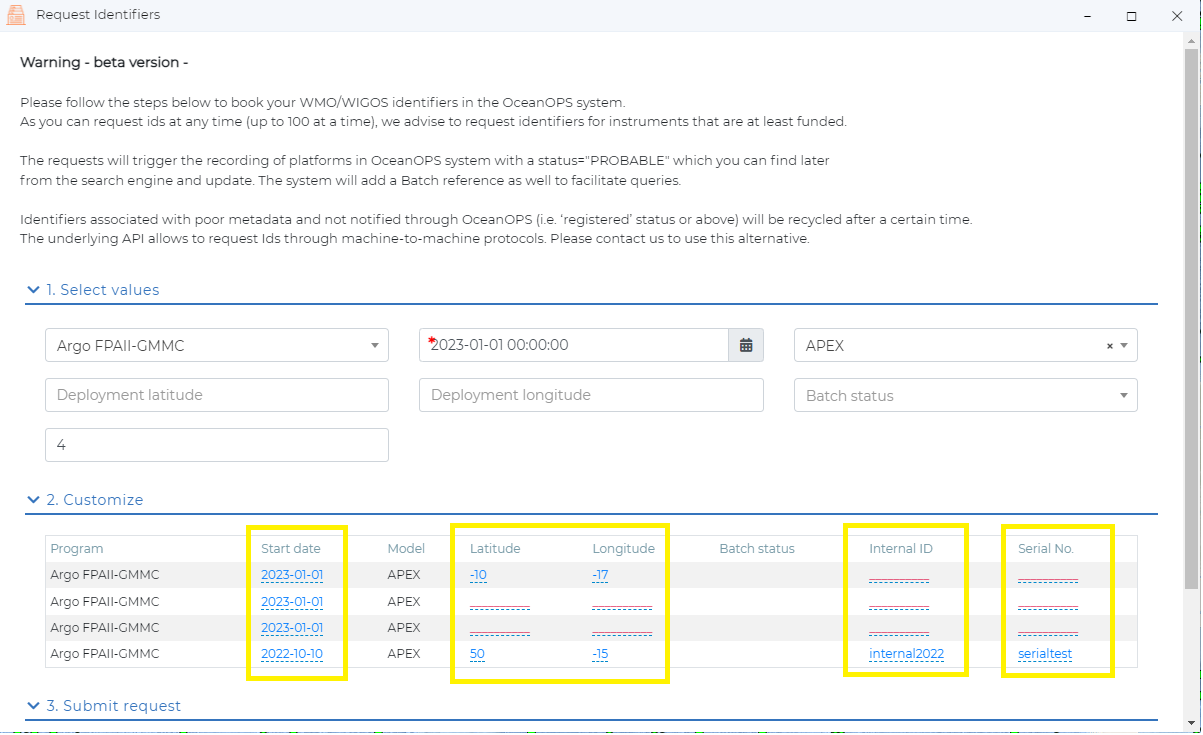 Request Identifiers
Warning - beta version -
Please follow the steps below to book your WMO/WIGOS identifiers in the OceanOPS system.
As you can request ids at any time (up to 100 at a time), we advise to request identifiers for instruments that are at least funded.
The requests will trigger the recording of platforms in OceanOPS system with a status="PROBABLE" which you can find later
from the search engine and update. The system will add a Batch reference as well to facilitate queries.
Identifiers associated with poor metadata and not notified through OceanOPS (i.e. ‘registered’ status or above) will be recycled after a certain time.
The underlying API allows to request Ids through machine-to-machine protocols. Please contact us to use this alternative.
1. Select values
Argo FPAII-GMMC * 2023-01-01 00:00:00 APEX ×
Deployment latitude Deployment longitude Batch status
4
2. Customize
Program Start date Model Latitude Longitude Batch status Internal ID Serial No.
Argo FPAII-GMMC 2023-01-01 APEX -10 -17
Argo FPAII-GMMC 2023-01-01 APEX
Argo FPAII-GMMC 2023-01-01 APEX
Argo FPAII-GMMC 2022-10-10 APEX 50 -15 internal2022 serialtest
3. Submit request